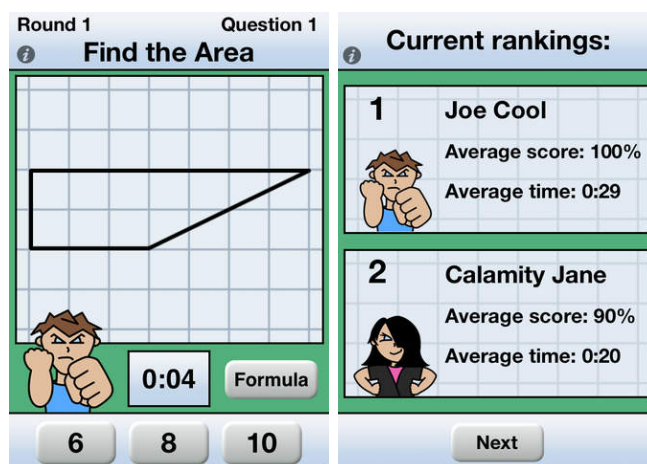 Round 1 Question 1
Find the Area
0:04
Formula
6 8 10
Current rankings:
1 Joe Cool
Average score: 100%
Average time: 0:29
2 Calamity Jane
Average score: 90%
Average time: 0:20
Next